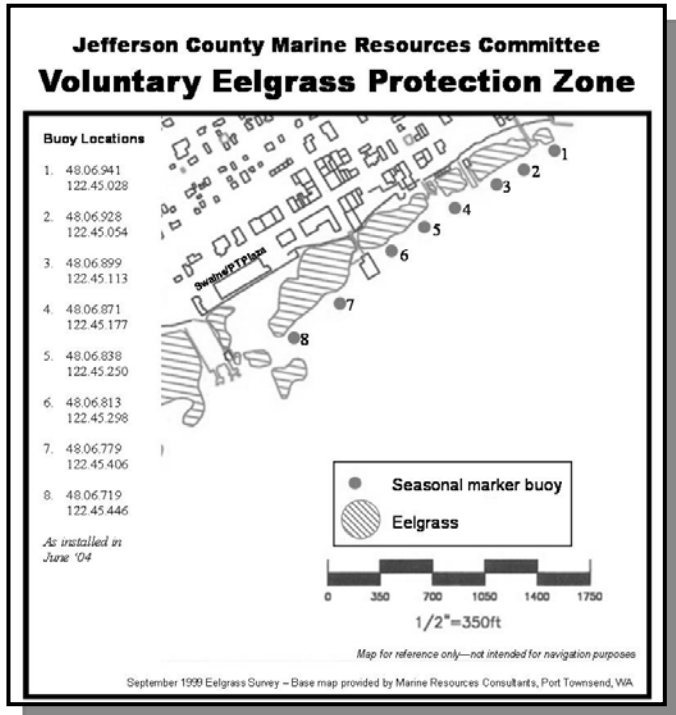 Jefferson County Marine Resources Committee
Voluntary Eelgrass Protection Zone
Buoy Locations
1. 48.06.941
122.45.028
2. 48.06.928
122.45.054
3. 48.06.899
122.45.113
4. 48.06.871
122.45.177
5. 48.06.838
122.45.250
6. 48.06.813
122.45.298
7. 48.06.779
122.45.406
8. 48.06.719
122.45.446
As installed in
June '04
1
2
3
4
5
6
7
8
Swains/PTPlaza
Seasonal marker buoy
Eelgrass
0 350 700 1050 1400 1750
1/2"=350ft
Map for reference only—not intended for navigation purposes
September 1999 Eelgrass Survey – Base map provided by Marine Resources Consultants, Port Townsend, WA